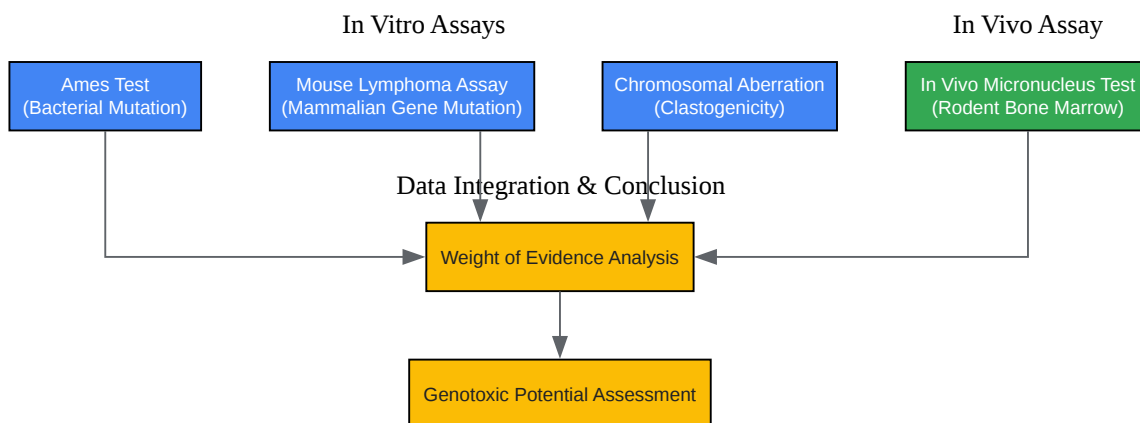 In Vitro Assays
In Vivo Assay
Ames Test
(Bacterial Mutation)
Mouse Lymphoma Assay
(Mammalian Gene Mutation)
Chromosomal Aberration
(Clastogenicity)
In Vivo Micronucleus Test
(Rodent Bone Marrow)
Data Integration & Conclusion
Weight of Evidence Analysis
Genotoxic Potential Assessment